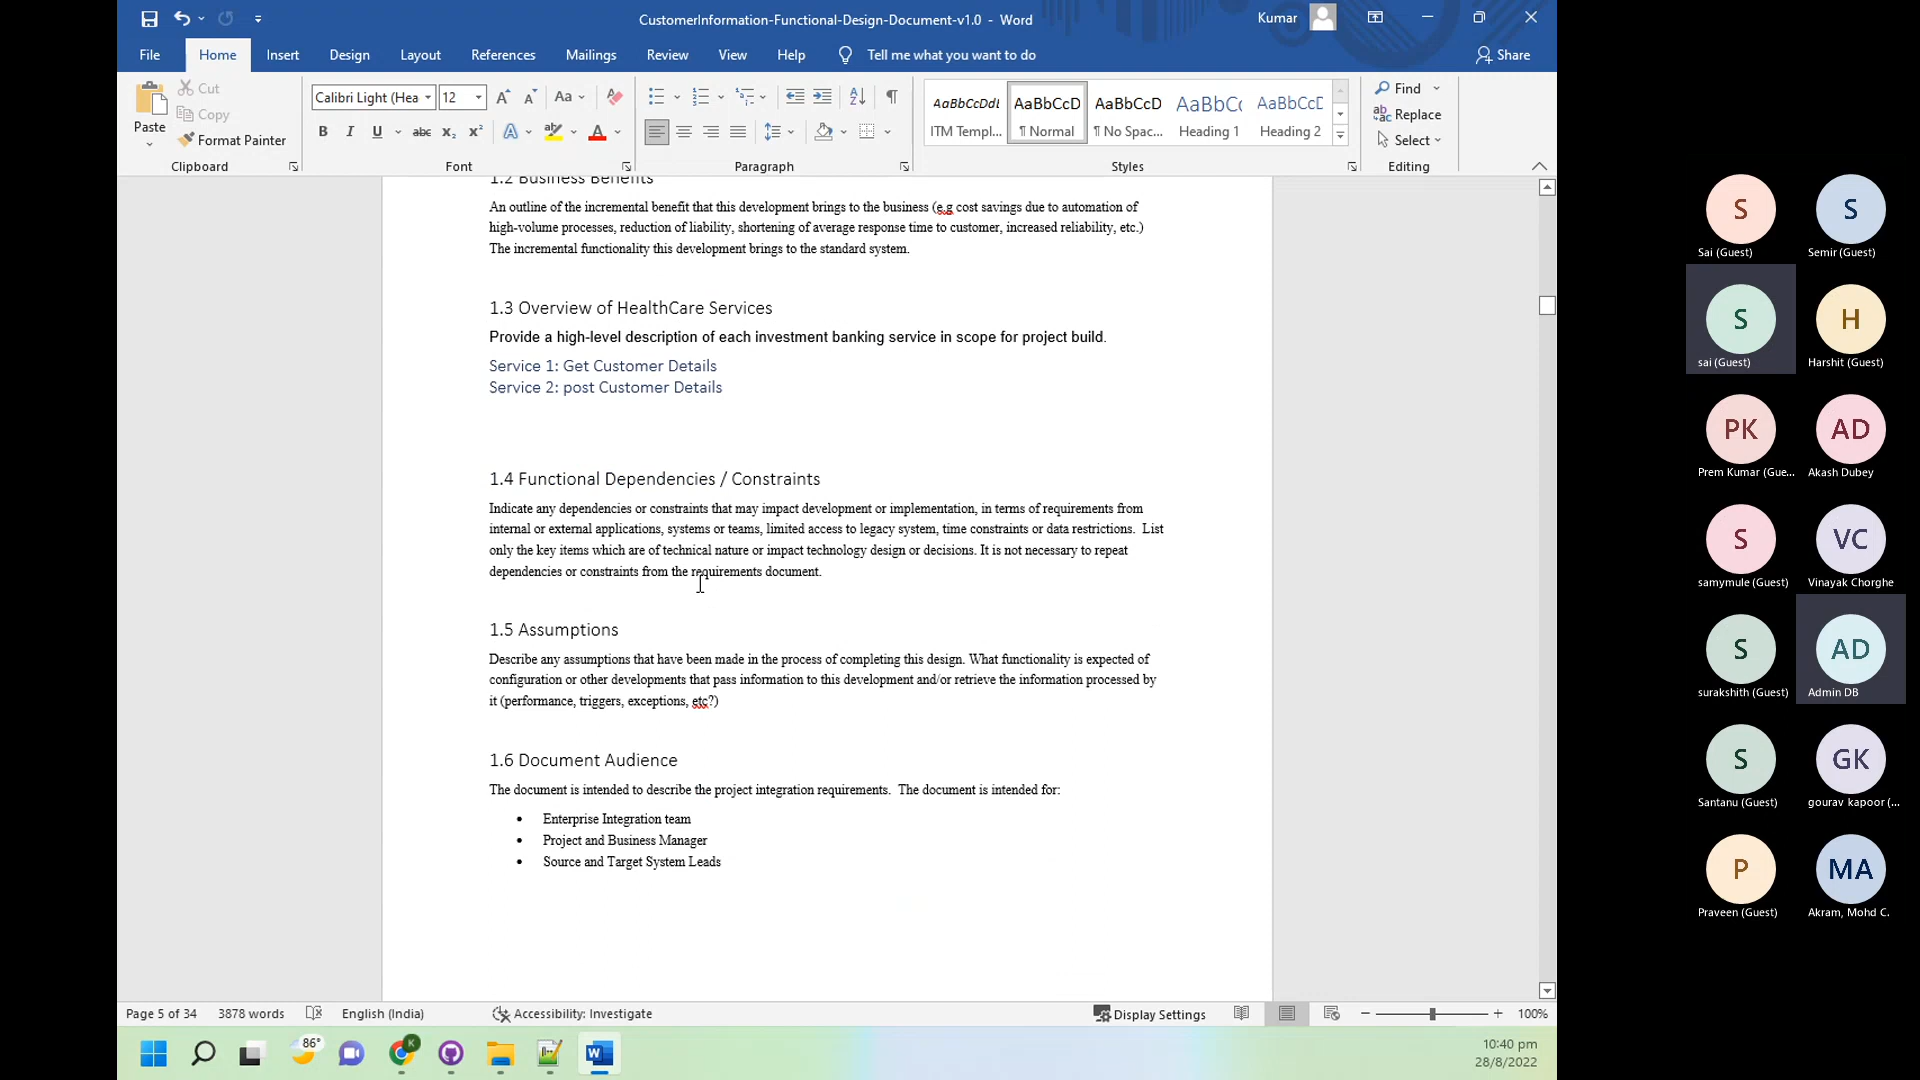 CustomerInformation-Functional-Design-Document-v1.0 - Word
Kumar
File Home Insert Design Layout References Mailings Review View Help Tell me what you want to do Share
Paste
Cut
Copy
Format Painter
Clipboard
Calibri Light (Hea 12
Aa
B I U abc x₂ x² A A
Font
Paragraph
AaBbCcDdI AaBbCcD AaBbCcD AaBbCc AaBbCcE
ITM Templ... ¶ Normal ¶ No Spac... Heading 1 Heading 2
Styles
Find
Replace
Select
Editing
1.2 Business Benefits
An outline of the incremental benefit that this development brings to the business (e.g cost savings due to automation of
high-volume processes, reduction of liability, shortening of average response time to customer, increased reliability, etc.)
The incremental functionality this development brings to the standard system.
1.3 Overview of HealthCare Services
Provide a high-level description of each investment banking service in scope for project build.
Service 1: Get Customer Details
Service 2: post Customer Details
1.4 Functional Dependencies / Constraints
Indicate any dependencies or constraints that may impact development or implementation, in terms of requirements from
internal or external applications, systems or teams, limited access to legacy system, time constraints or data restrictions. List
only the key items which are of technical nature or impact technology design or decisions. It is not necessary to repeat
dependencies or constraints from the requirements document.
1.5 Assumptions
Describe any assumptions that have been made in the process of completing this design. What functionality is expected of
configuration or other developments that pass information to this development and/or retrieve the information processed by
it (performance, triggers, exceptions, etc?)
1.6 Document Audience
The document is intended to describe the project integration requirements. The document is intended for:
• Enterprise Integration team
• Project and Business Manager
• Source and Target System Leads
Page 5 of 34 3878 words English (India) Accessibility: Investigate Display Settings 100%
86°
K
10:40 pm
28/8/2022
S S
Sai (Guest) Semir (Guest)
S H
sai (Guest) Harshit (Guest)
PK AD
Prem Kumar (Gue... Akash Dubey
S VC
samymule (Guest) Vinayak Chorghe
S AD
surakshith (Guest) Admin DB
S GK
Santanu (Guest) gourav kapoor (...
P MA
Praveen (Guest) Akram, Mohd C.